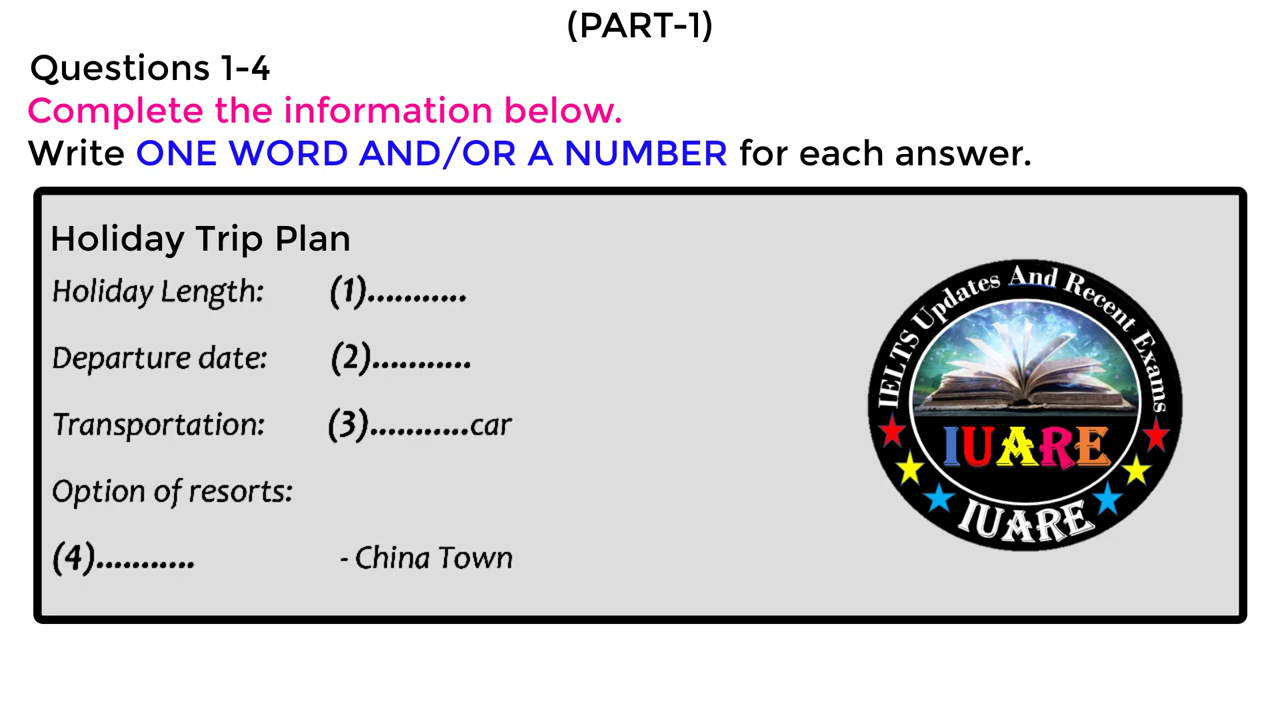 (PART-1)
Questions 1-4
Complete the information below.
Write ONE WORD AND/OR A NUMBER for each answer.
Holiday Trip Plan
Holiday Length: (1)...........
Departure date: (2)...........
Transportation: (3)...........car
Option of resorts:
(4)........... - China Town
IELTS Updates And Recent Exams
IUARE
IUARE